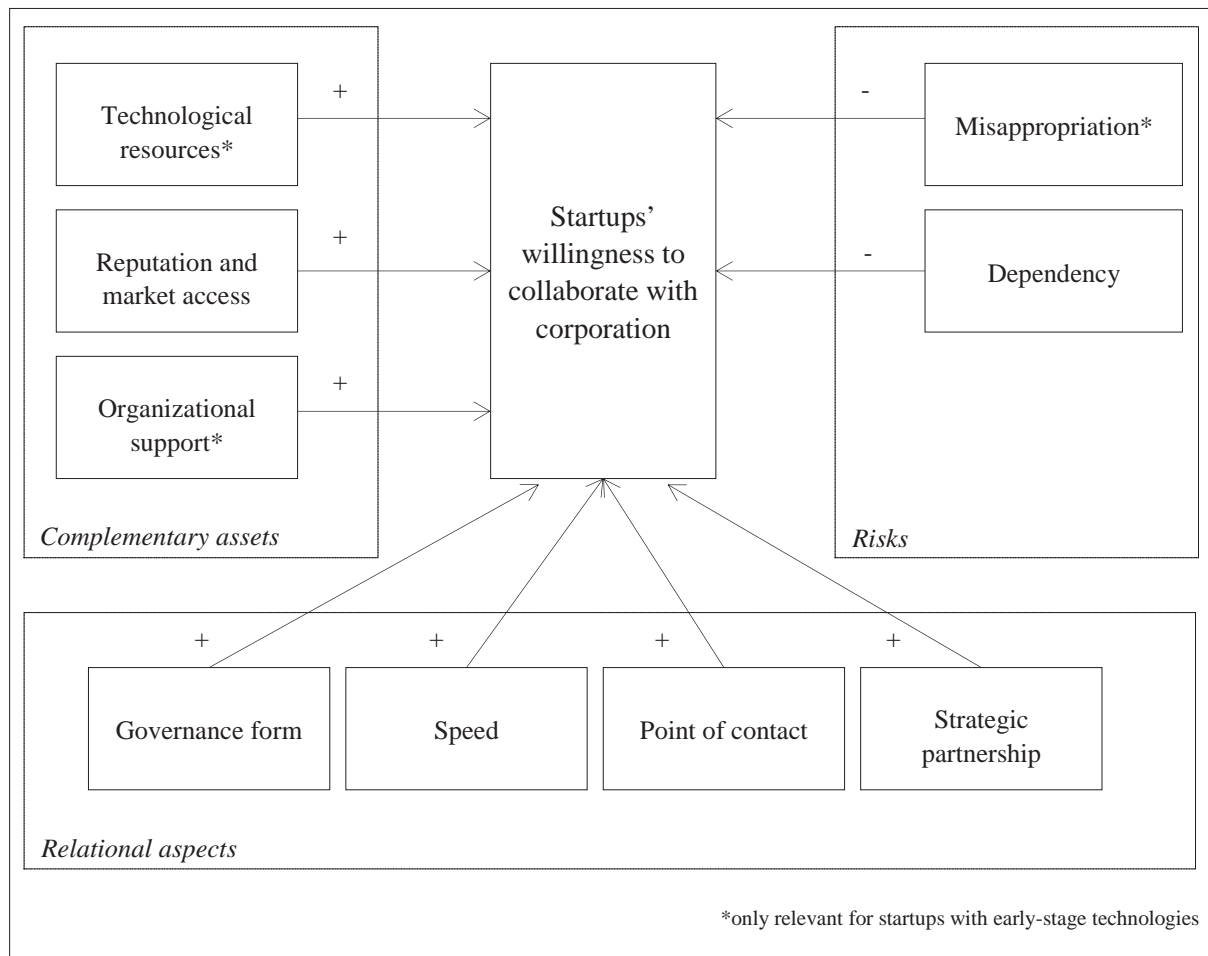 +
Technological
resources*
+
Reputation and
market access
+
Organizational
support*
Complementary assets
Startups’
willingness to
collaborate with
corporation
-
Misappropriation*
-
Dependency
Risks
+
+
+
+
Governance form
Speed
Point of contact
Strategic
partnership
Relational aspects
*only relevant for startups with early-stage technologies